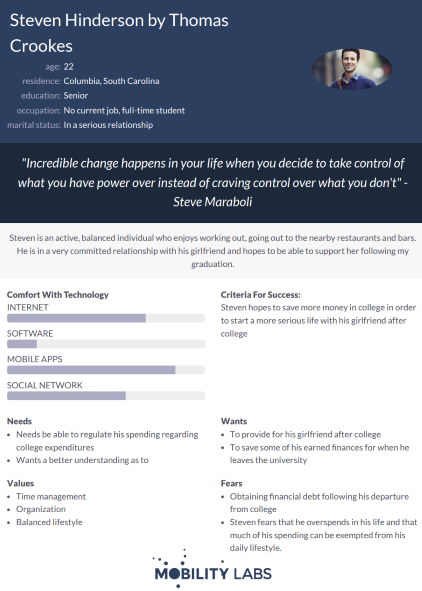 Steven Hinderson by Thomas
Crookes
age: 22
residence: Columbia, South Carolina
education: Senior
occupation: No current job, full-time student
marital status: In a serious relationship
"Incredible change happens in your life when you decide to take control of
what you have power over instead of craving control over what you don't" -
Steve Maraboli
Steven is an active, balanced individual who enjoys working out, going out to the nearby restaurants and bars.
He is in a very committed relationship with his girlfriend and hopes to be able to support her following my
graduation.
Comfort With Technology
INTERNET
SOFTWARE
MOBILE APPS
SOCIAL NETWORK
Criteria For Success:
Steven hopes to save more money in college in order
to start a more serious life with his girlfriend after
college
Needs
• Needs be able to regulate his spending regarding
college expenditures
• Wants a better understanding as to
Wants
• To provide for his girlfriend after college
• To save some of his earned finances for when he
leaves the university
Values
• Time management
• Organization
• Balanced lifestyle
Fears
• Obtaining financial debt following his departure
from college
• Steven fears that he overspends in his life and that
much of his spending can be exempted from his
daily lifestyle.
MOBILITY LABS